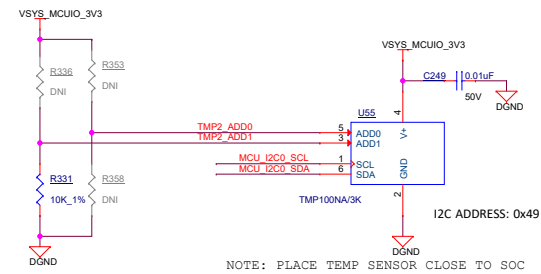 VSYS_MCUIO_3V3
R336
DNI
R353
DNI
VSYS_MCUIO_3V3
C249
0.01uF
50V
DGND
U55
TMP2_ADD0
TMP2_ADD1
5
3
ADD0
ADD1
4
V+
MCU_I2C0_SCL
MCU_I2C0_SDA
1
6
SCL
SDA
GND
2
R331
10K_1%
R358
DNI
TMP100NA/3K
I2C ADDRESS: 0x49
DGND
DGND
NOTE: PLACE TEMP SENSOR CLOSE TO SOC